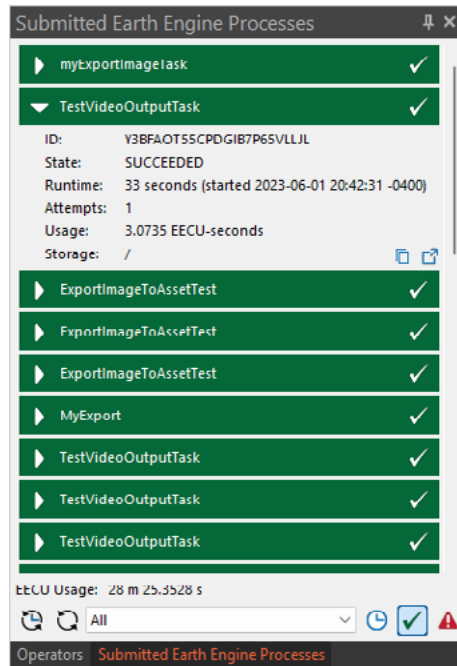 Submitted Earth Engine Processes
myExportImageTask
TestVideoOutputTask
ID: Y3BFAOT55CPDGIB7P65VLLJL
State: SUCCEEDED
Runtime: 33 seconds (started 2023-06-01 20:42:31 -0400)
Attempts: 1
Usage: 3.0735 EECU-seconds
Storage: /
ExportImageToAssetTest
ExportImageToAssetTest
ExportImageToAssetTest
MyExport
TestVideoOutputTask
TestVideoOutputTask
TestVideoOutputTask
EECU Usage: 28 m 25.3528 s
All
Operators Submitted Earth Engine Processes